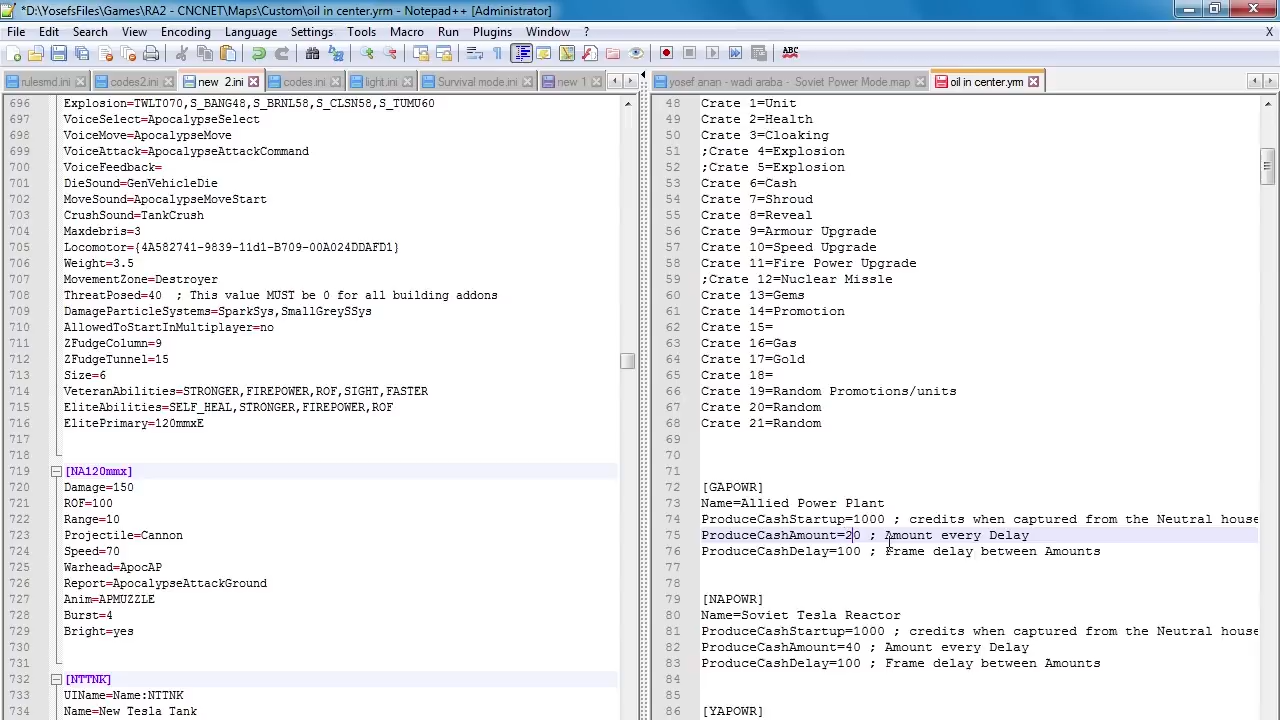 *D:\YosefsFiles\Games\RA2 - CNCNET\Maps\Custom\oil in center.yrm - Notepad++ [Administrator]
File Edit Search View Encoding Language Settings Tools Macro Run Plugins Window ? X
ABC
rulesmd.ini codes2.ini new 2.ini codes.ini light.ini Survival mode.ini new 1
yosef anan - wadi araba - Soviet Power Mode.map oil in center.yrm
696 Explosion=TWLT070,S_BANG48,S_BRNL58,S_CLSN58,S_TUMU60
697 VoiceSelect=ApocalypseSelect
698 VoiceMove=ApocalypseMove
699 VoiceAttack=ApocalypseAttackCommand
700 VoiceFeedback=
701 DieSound=GenVehicleDie
702 MoveSound=ApocalypseMoveStart
703 CrushSound=TankCrush
704 Maxdebris=3
705 Locomotor={4A582741-9839-11d1-B709-00A024DDAFD1}
706 Weight=3.5
707 MovementZone=Destroyer
708 ThreatPosed=40 ; This value MUST be 0 for all building addons
709 DamageParticleSystems=SparkSys,SmallGreySSys
710 AllowedToStartInMultiplayer=no
711 ZFudgeColumn=9
712 ZFudgeTunnel=15
713 Size=6
714 VeteranAbilities=STRONGER,FIREPOWER,ROF,SIGHT,FASTER
715 EliteAbilities=SELF_HEAL,STRONGER,FIREPOWER,ROF
716 ElitePrimary=120mmxE
717
718
719 [NA120mmx]
720 Damage=150
721 ROF=100
722 Range=10
723 Projectile=Cannon
724 Speed=70
725 Warhead=ApocAP
726 Report=ApocalypseAttackGround
727 Anim=APMUZZLE
728 Burst=4
729 Bright=yes
730
731
732 [NTTNK]
733 UIName=Name:NTTNK
734 Name=New Tesla Tank
48 Crate 1=Unit
49 Crate 2=Health
50 Crate 3=Cloaking
51 ;Crate 4=Explosion
52 ;Crate 5=Explosion
53 Crate 6=Cash
54 Crate 7=Shroud
55 Crate 8=Reveal
56 Crate 9=Armour Upgrade
57 Crate 10=Speed Upgrade
58 Crate 11=Fire Power Upgrade
59 ;Crate 12=Nuclear Missle
60 Crate 13=Gems
61 Crate 14=Promotion
62 Crate 15=
63 Crate 16=Gas
64 Crate 17=Gold
65 Crate 18=
66 Crate 19=Random Promotions/units
67 Crate 20=Random
68 Crate 21=Random
69
70
71
72 [GAPOWR]
73 Name=Allied Power Plant
74 ProduceCashStartup=1000 ; credits when captured from the Neutral house
75 ProduceCashAmount=20 ; Amount every Delay
76 ProduceCashDelay=100 ; Frame delay between Amounts
77
78
79 [NAPOWR]
80 Name=Soviet Tesla Reactor
81 ProduceCashStartup=1000 ; credits when captured from the Neutral house
82 ProduceCashAmount=40 ; Amount every Delay
83 ProduceCashDelay=100 ; Frame delay between Amounts
84
85
86 [YAPOWR]